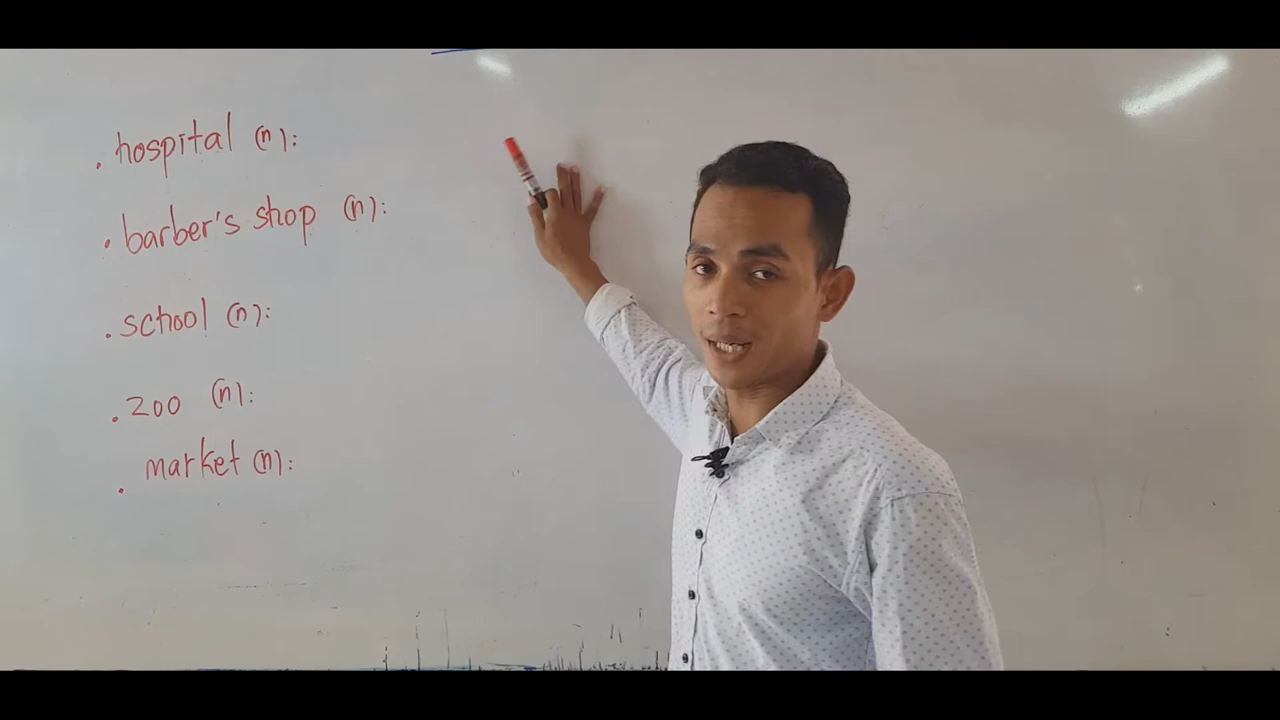 . hospital (n):
. barber's shop (n):
. school (n):
. zoo (n):
. market (n):